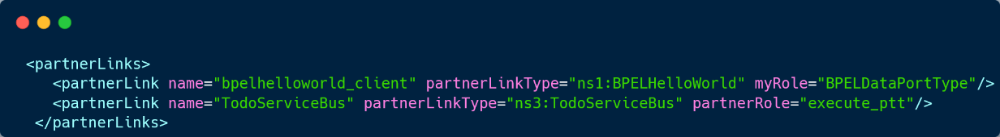 <partnerLinks>
<partnerLink name="bpelhelloworld_client" partnerLinkType="ns1:BPELHelloWorld" myRole="BPELDataPortType"/>
<partnerLink name="TodoServiceBus" partnerLinkType="ns3:TodoServiceBus" partnerRole="execute_ptt"/>
</partnerLinks>